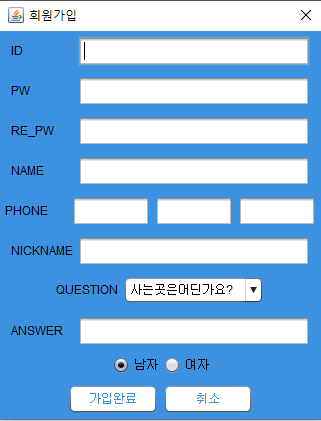 회원가입
ID
PW
RE_PW
NAME
PHONE
NICKNAME
QUESTION 사는곳은어딘가요?
ANSWER
남자 여자
가입완료 취소